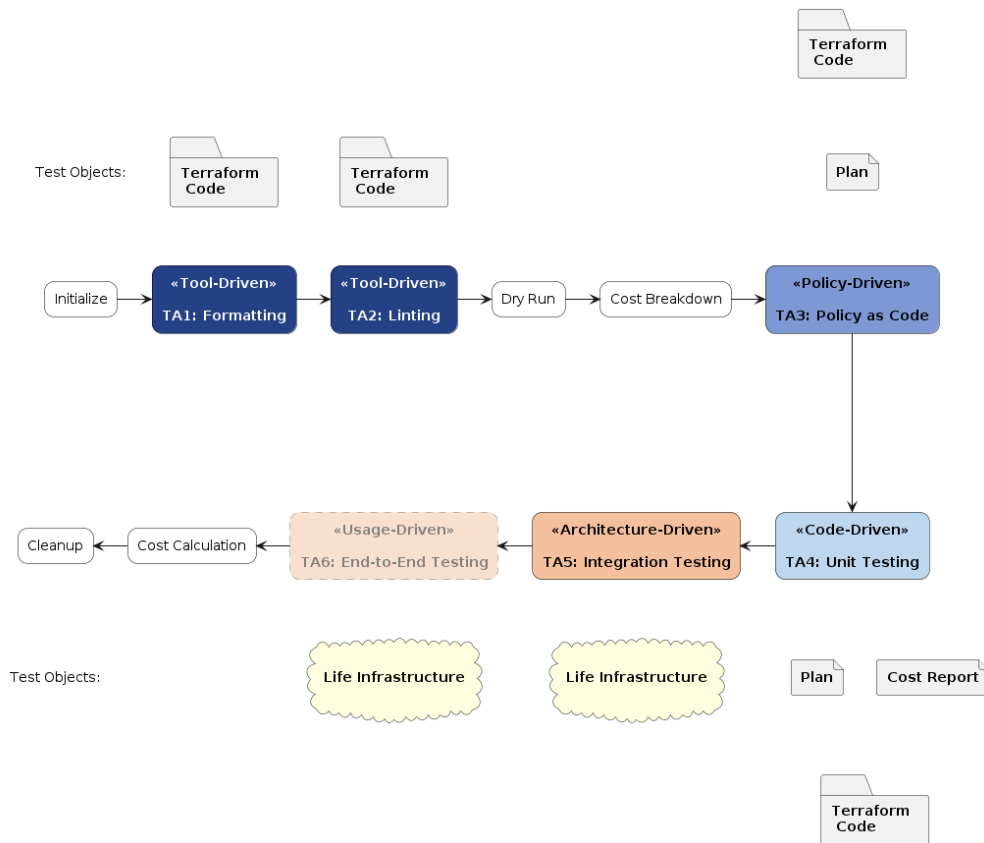 Terraform
Code
Test Objects:
Terraform
Code
Terraform
Code
Plan
Initialize
«Tool-Driven»
TA1: Formatting
«Tool-Driven»
TA2: Linting
Dry Run
Cost Breakdown
«Policy-Driven»
TA3: Policy as Code
Cleanup
Cost Calculation
«Usage-Driven»
TA6: End-to-End Testing
«Architecture-Driven»
TA5: Integration Testing
«Code-Driven»
TA4: Unit Testing
Test Objects:
Life Infrastructure
Life Infrastructure
Plan
Cost Report
Terraform
Code